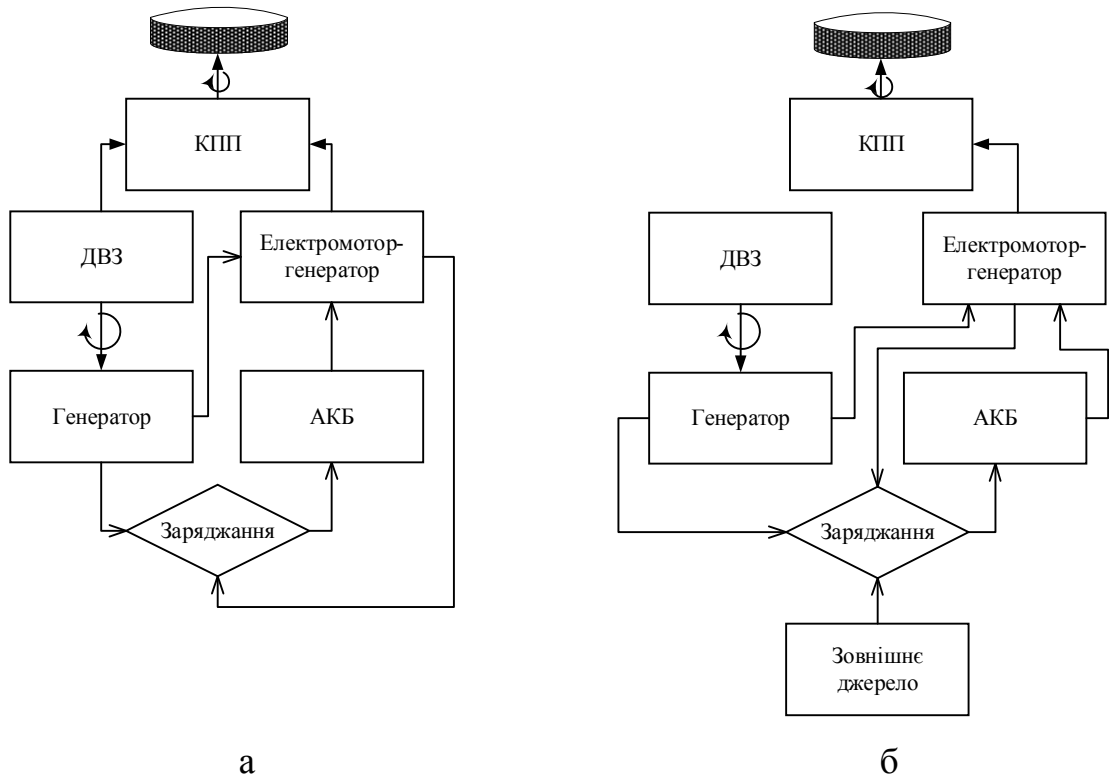 КПП
ДВЗ
Електромотор-
генератор
Генератор
АКБ
Заряджання
а
КПП
ДВЗ
Електромотор-
генератор
Генератор
АКБ
Заряджання
Зовнішнє
джерело
б